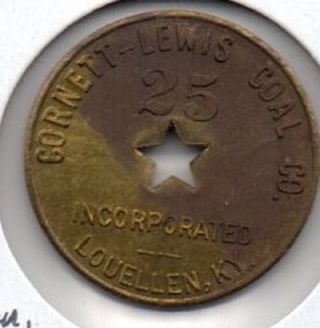 CORNETT-LEWIS COAL CO.
25
INCORPORATED
LOUELLEN, KY.